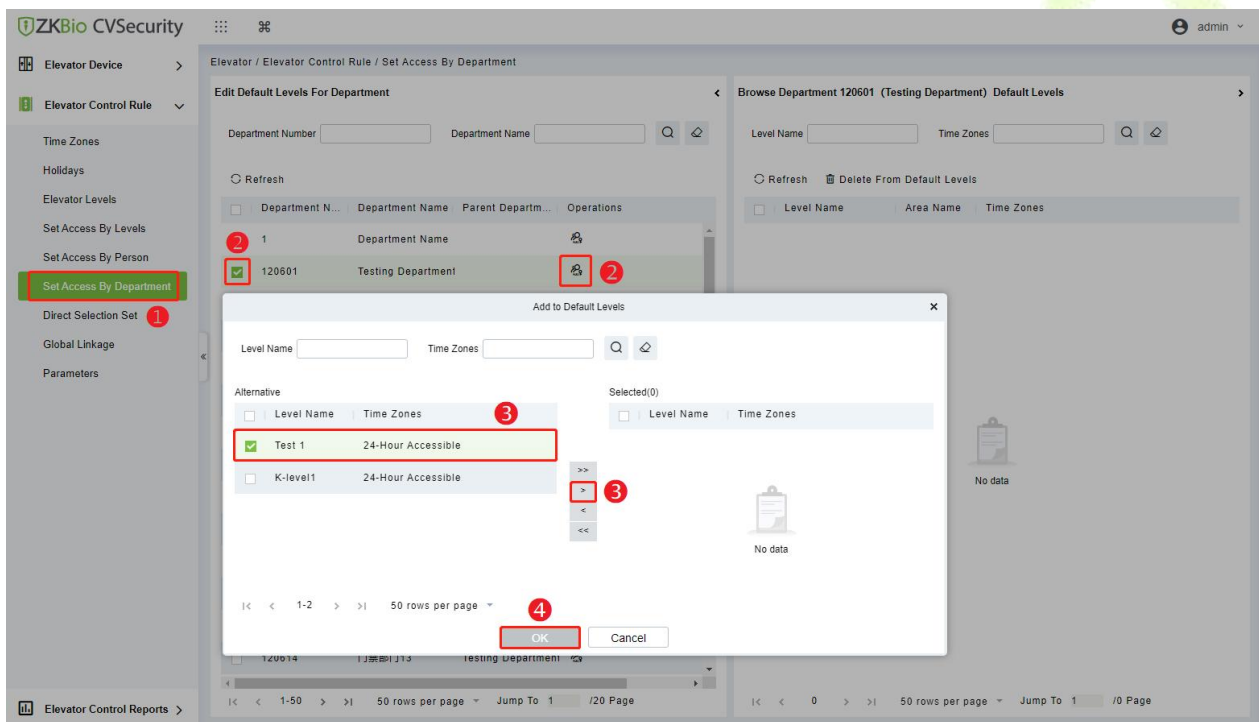 ZKBio CVSecurity
admin
Elevator Device
Elevator Control Rule
Time Zones
Holidays
Elevator Levels
Set Access By Levels
Set Access By Person
Set Access By Department
1
Direct Selection Set
Global Linkage
Parameters
Elevator Control Reports
Elevator / Elevator Control Rule / Set Access By Department
Edit Default Levels For Department
Department Number Department Name
Refresh
Department N... Department Name Parent Departm... Operations
2 1 Department Name
120601 Testing Department 2
Browse Department 120601 (Testing Department) Default Levels
Level Name Time Zones
Refresh Delete From Default Levels
Level Name Area Name Time Zones
No data
Add to Default Levels
Level Name Time Zones
Alternative
Level Name Time Zones 3
Test 1 24-Hour Accessible
K-level1 24-Hour Accessible
>>
> 3
<
<<
Selected(0)
Level Name Time Zones
No data
|< < 1-2 > >| 50 rows per page
4
OK Cancel
120614 Testing Department
|< < 1-50 > >| 50 rows per page Jump To 1 /20 Page
|< < 0 > >| 50 rows per page Jump To 1 /0 Page